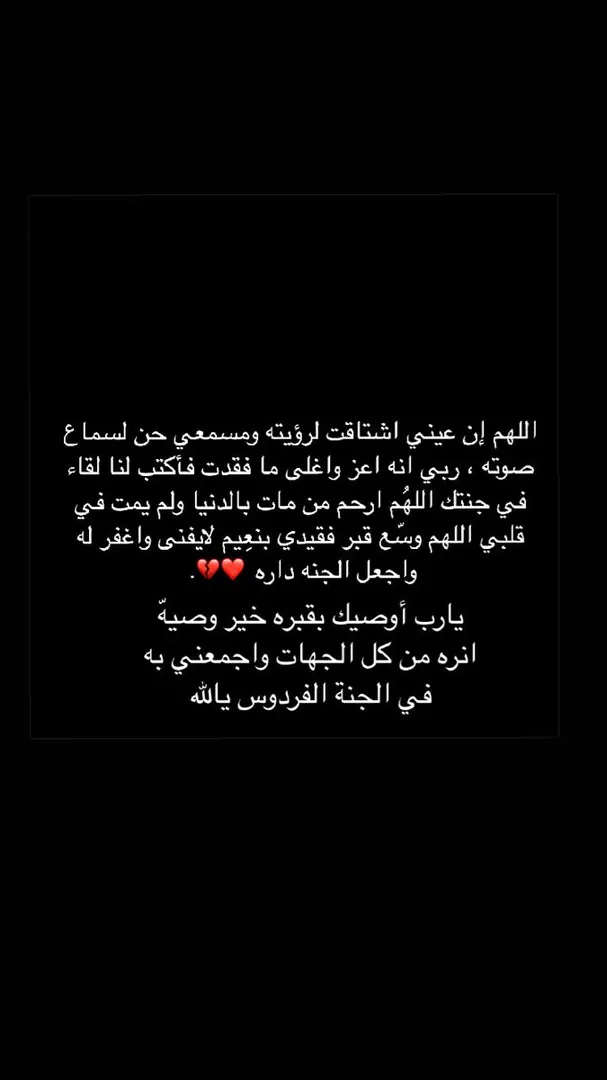 اللهم إن عيني اشتاقت لرؤيته ومسمعي حن لسماع
صوته ، ربي انه اعز واغلى ما فقدت فأكتب لنا لقاء
في جنتك اللهُم ارحم من مات بالدنيا ولم يمت في
قلبي اللهم وسّع قبر فقيدي بنعِيم لايفنى واغفر له
واجعل الجنه داره ❤️💔.
يارب أوصيك بقبره خير وصيهّ
انره من كل الجهات واجمعني به
في الجنة الفردوس يالله